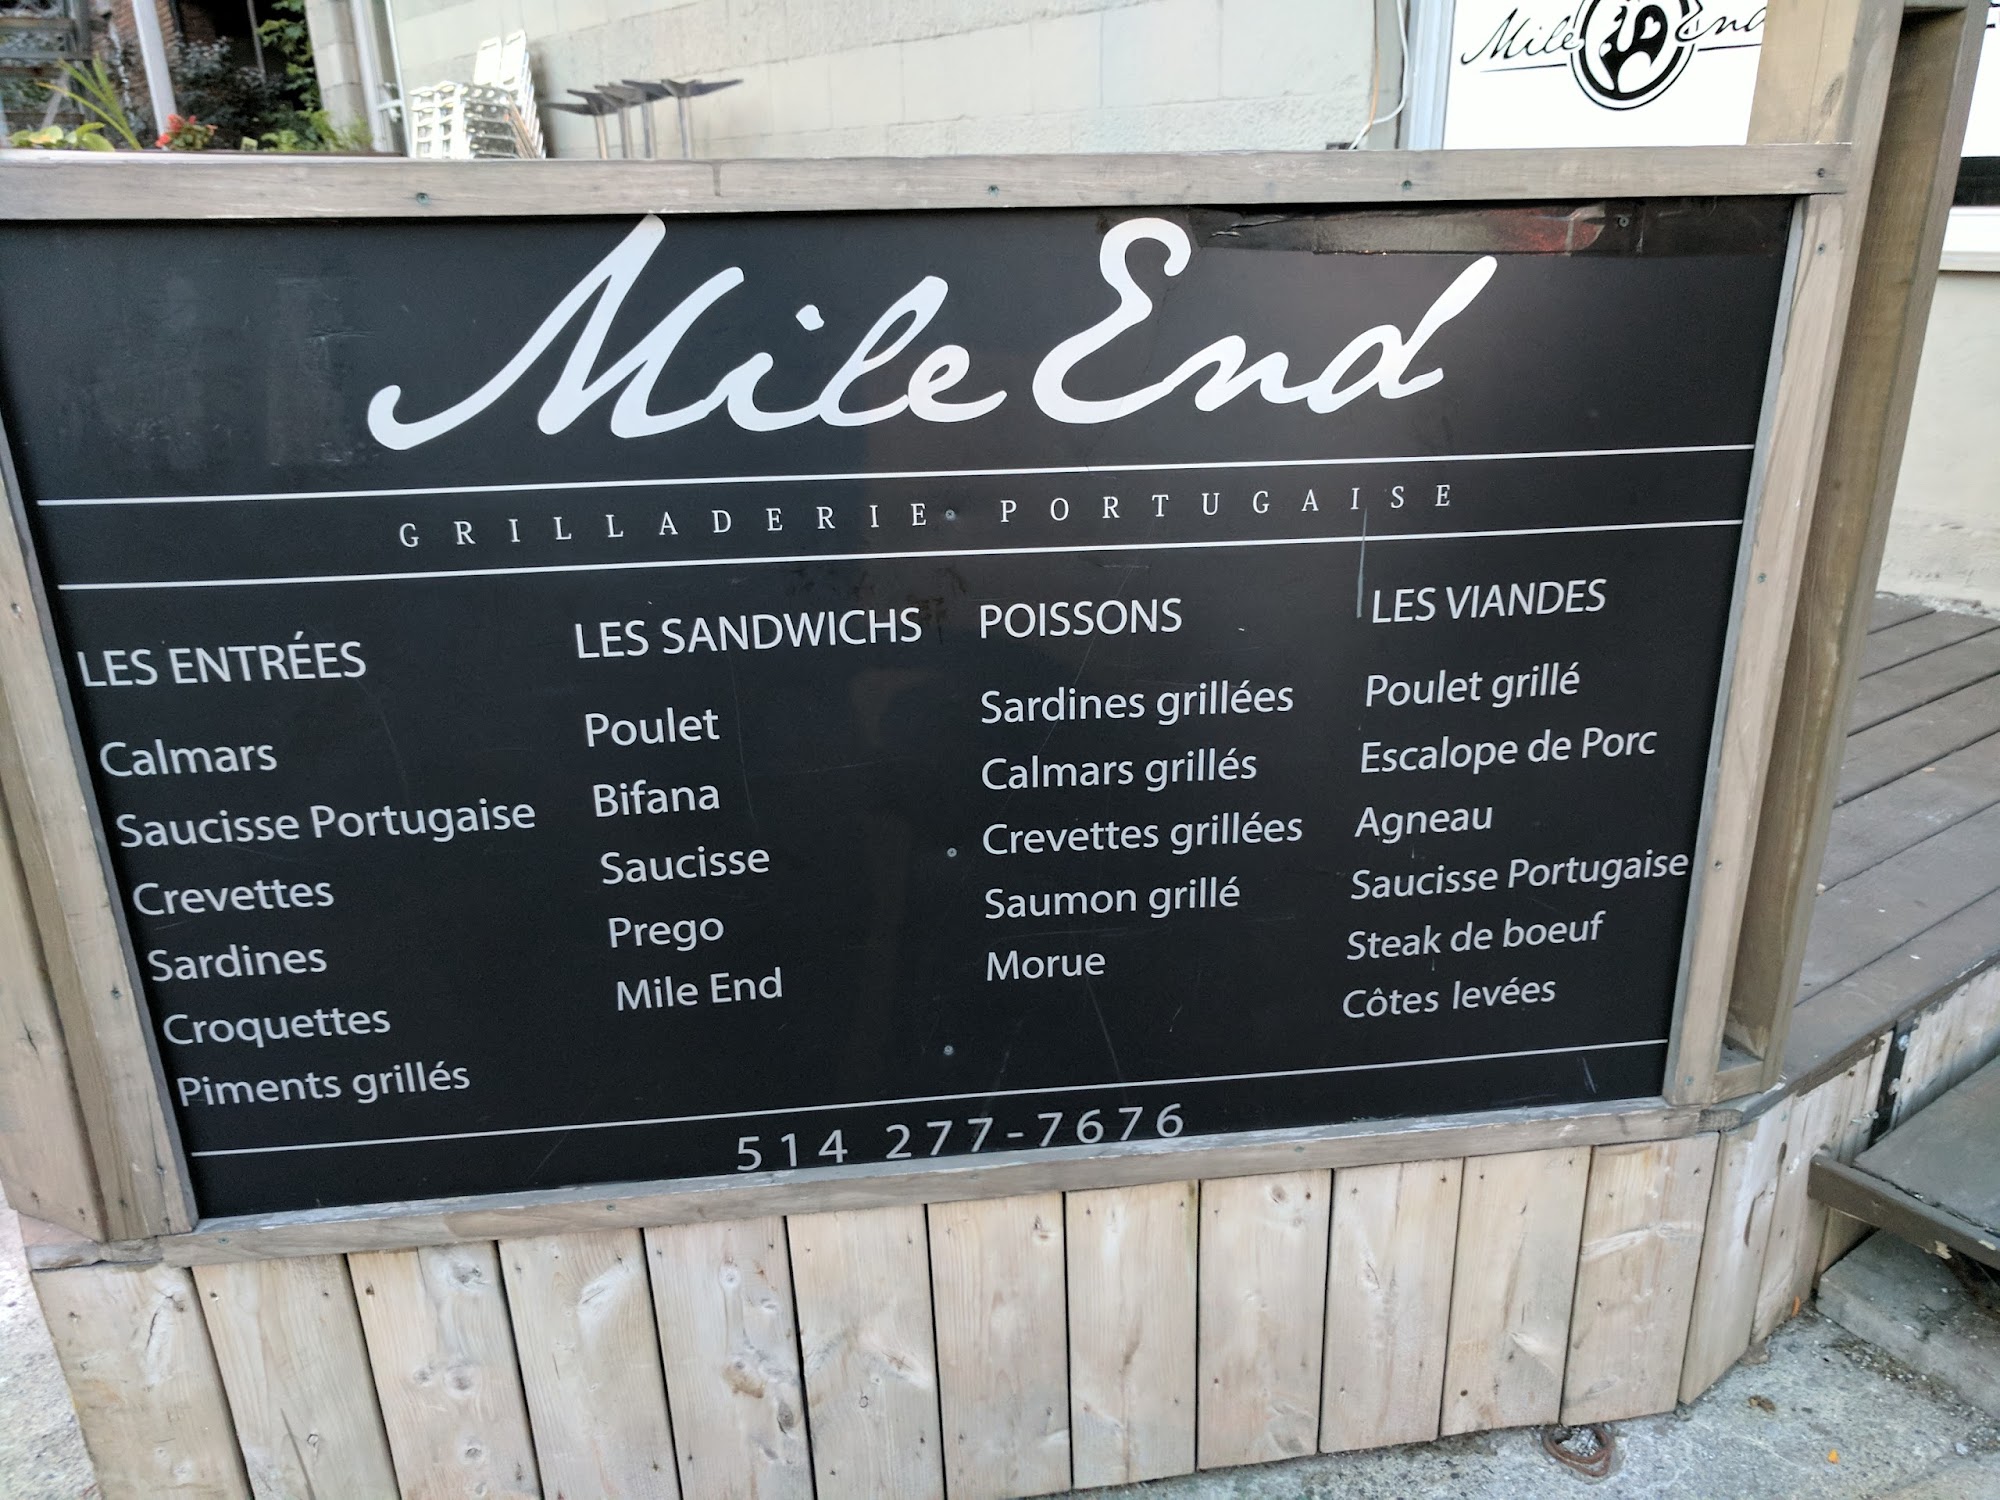 Mile End
Mile End
GRILLADERIE PORTUGAISE
LES ENTRÉES
Calmars
Saucisse Portugaise
Crevettes
Sardines
Croquettes
Piments grillés
LES SANDWICHS
Poulet
Bifana
Saucisse
Prego
Mile End
POISSONS
Sardines grillées
Calmars grillés
Crevettes grillées
Saumon grillé
Morue
LES VIANDES
Poulet grillé
Escalope de Porc
Agneau
Saucisse Portugaise
Steak de boeuf
Côtes levées
514 277-7676